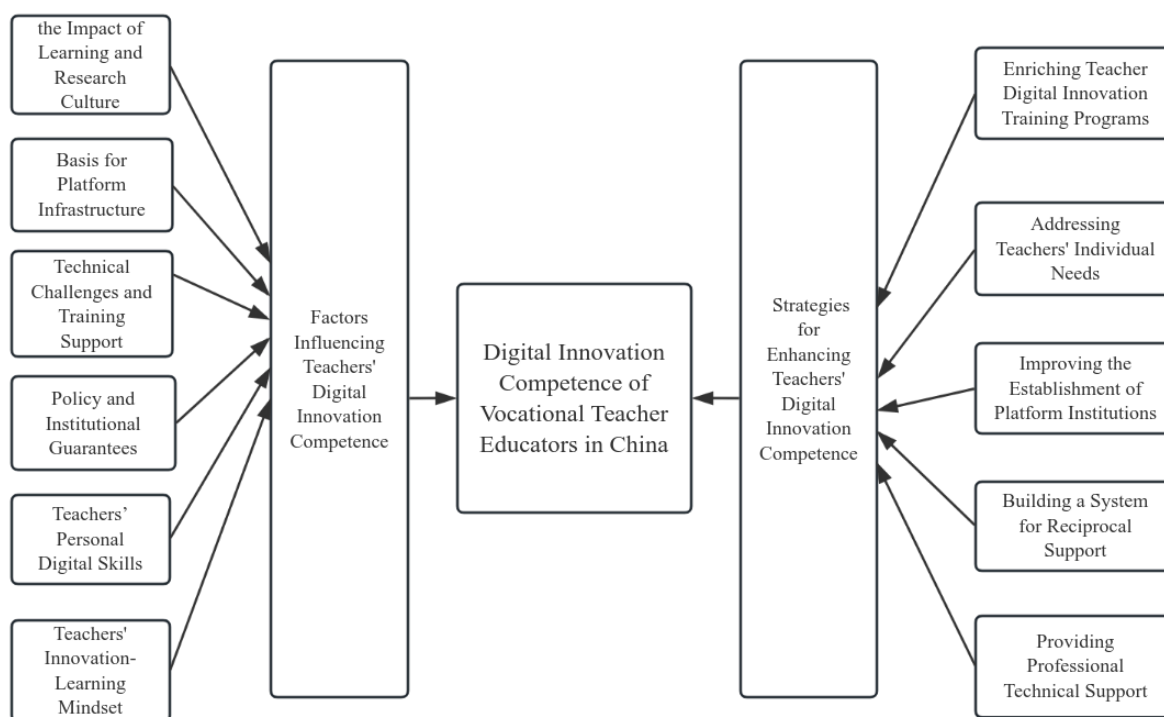 the Impact of
Learning and
Research
Culture
Basis for
Platform
Infrastructure
Technical
Challenges and
Training
Support
Policy and
Institutional
Guarantees
Teachers’
Personal
Digital Skills
Teachers'
Innovation-
Learning
Mindset
Factors
Influencing
Teachers'
Digital
Innovation
Competence
Digital Innovation
Competence of
Vocational Teacher
Educators in China
Strategies
for
Enhancing
Teachers'
Digital
Innovation
Competence
Enriching Teacher
Digital Innovation
Training Programs
Addressing
Teachers' Individual
Needs
Improving the
Establishment of
Platform Institutions
Building a System
for Reciprocal
Support
Providing
Professional
Technical Support